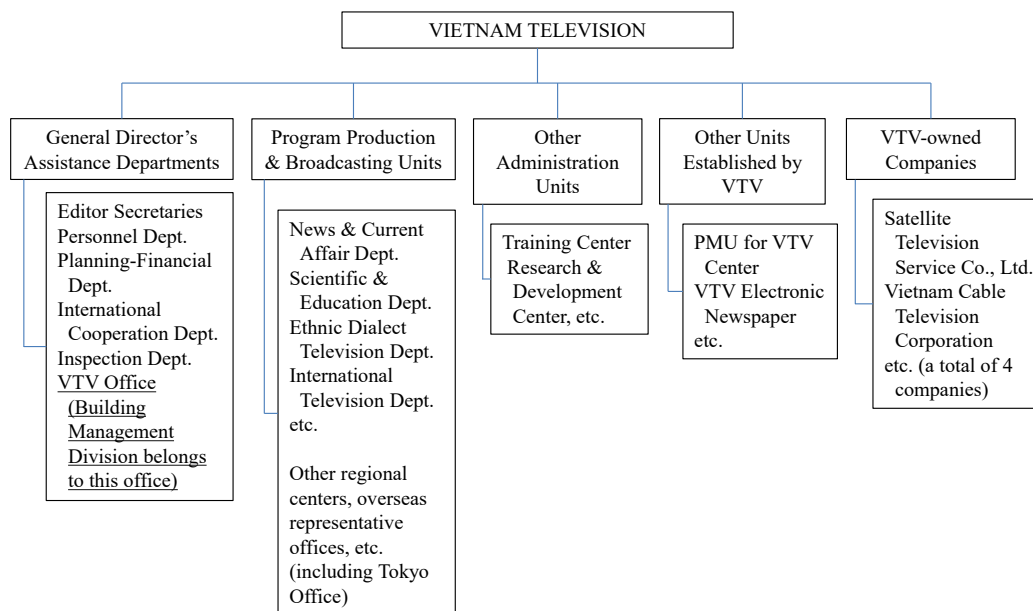 VIETNAM TELEVISION
General Director’s
Assistance Departments
Editor Secretaries
Personnel Dept.
Planning-Financial
Dept.
International
Cooperation Dept.
Inspection Dept.
VTV Office
(Building
Management
Division belongs
to this office)
Program Production
& Broadcasting Units
News & Current
Affair Dept.
Scientific &
Education Dept.
Ethnic Dialect
Television Dept.
International
Television Dept.
etc.
Other regional
centers, overseas
representative
offices, etc.
(including Tokyo
Office)
Other
Administration
Units
Training Center
Research &
Development
Center, etc.
Other Units
Established by
VTV
PMU for VTV
Center
VTV Electronic
Newspaper
etc.
VTV-owned
Companies
Satellite
Television
Service Co., Ltd.
Vietnam Cable
Television
Corporation
etc. (a total of 4
companies)